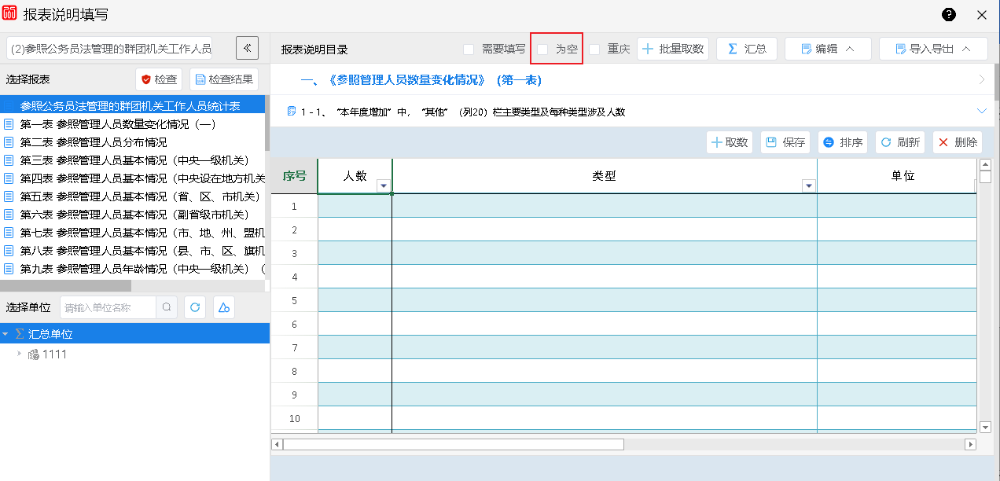 报表说明填写
(2)参照公务员法管理的群团机关工作人员
«
报表说明目录
需要填写
为空
重庆
批量取数
汇总
编辑
导入导出
选择报表
检查
检查结果
参照公务员法管理的群团机关工作人员统计表
第一表 参照管理人员数量变化情况（一）
第二表 参照管理人员分布情况
第三表 参照管理人员基本情况（中央一级机关）
第四表 参照管理人员基本情况（中央设在地方机关
第五表 参照管理人员基本情况（省、区、市机关）
第六表 参照管理人员基本情况（副省级市机关）
第七表 参照管理人员基本情况（市、地、州、盟机
第八表 参照管理人员基本情况（县、市、区、旗机
第九表 参照管理人员年龄情况（中央一级机关）（
选择单位
请输入单位名称
汇总单位
1111
一、《参照管理人员数量变化情况》（第一表）
1-1、“本年度增加”中，“其他”（列20）栏主要类型及每种类型涉及人数
取数
保存
排序
刷新
删除
序号 人数 类型 单位
1
2
3
4
5
6
7
8
9
10